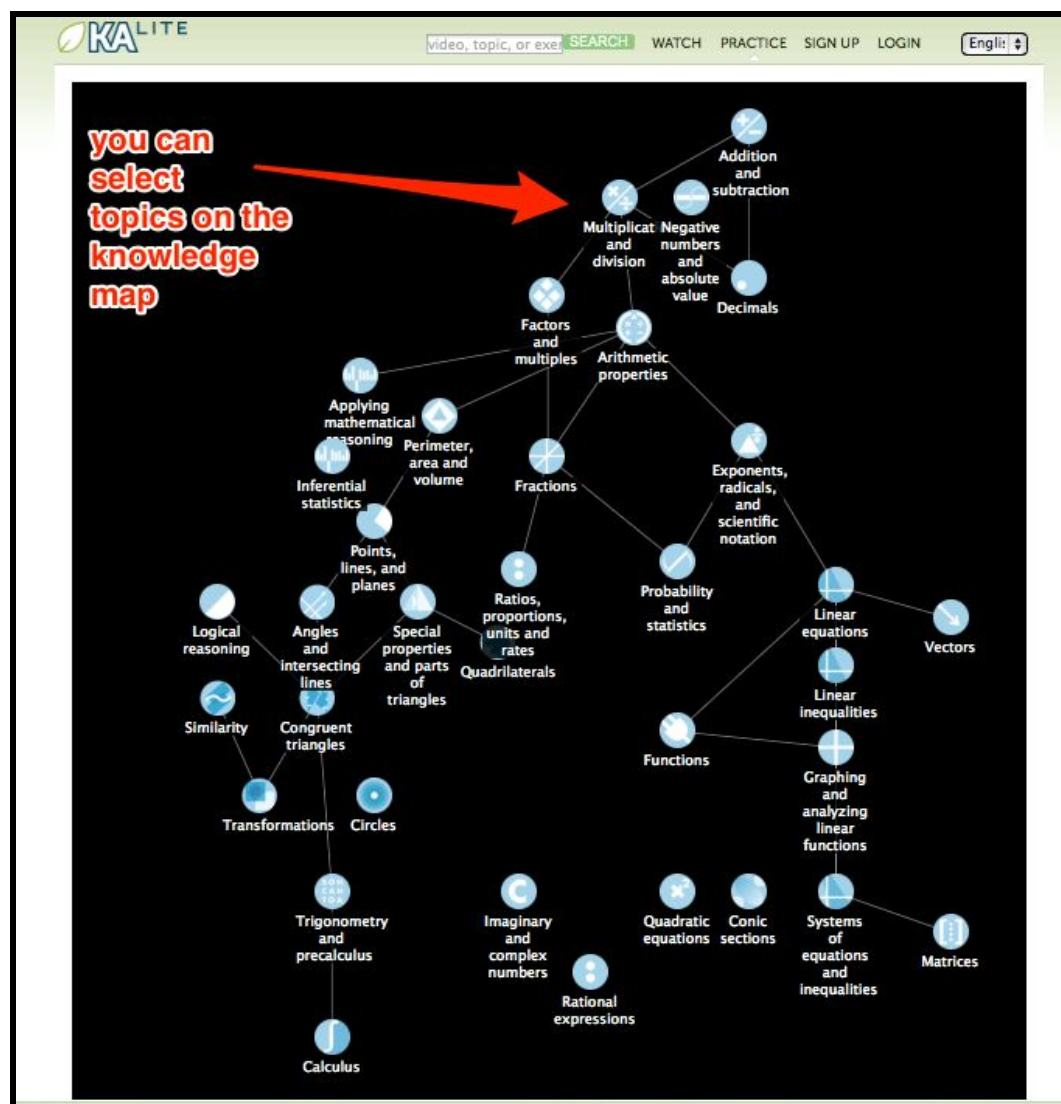 KA LITE
video, topic, or exer SEARCH WATCH PRACTICE SIGN UP LOGIN Englis
you can
select
topics on the
knowledge
map
Addition
and
subtraction
Multiplicat
and
division
Negative
numbers
and
absolute
value
Decimals
Factors
and
multiples
Arithmetic
properties
Applying
mathematical
reasoning
Perimeter,
area and
volume
Inferential
statistics
Fractions
Exponents,
radicals,
and
scientific
notation
Points,
lines, and
planes
Ratios,
proportions,
units and
rates
Probability
and
statistics
Linear
equations
Vectors
Logical
reasoning
Angles
and
intersecting
lines
Special
properties
and parts
of
triangles
Quadrilaterals
Linear
inequalities
Similarity
Congruent
triangles
Functions
Graphing
and
analyzing
linear
functions
Transformations
Circles
SOH
CAH
TOA
Trigonometry
and
precalculus
Imaginary
and
complex
numbers
Quadratic
equations
Conic
sections
Systems
of
equations
and
inequalities
Matrices
Rational
expressions
Calculus